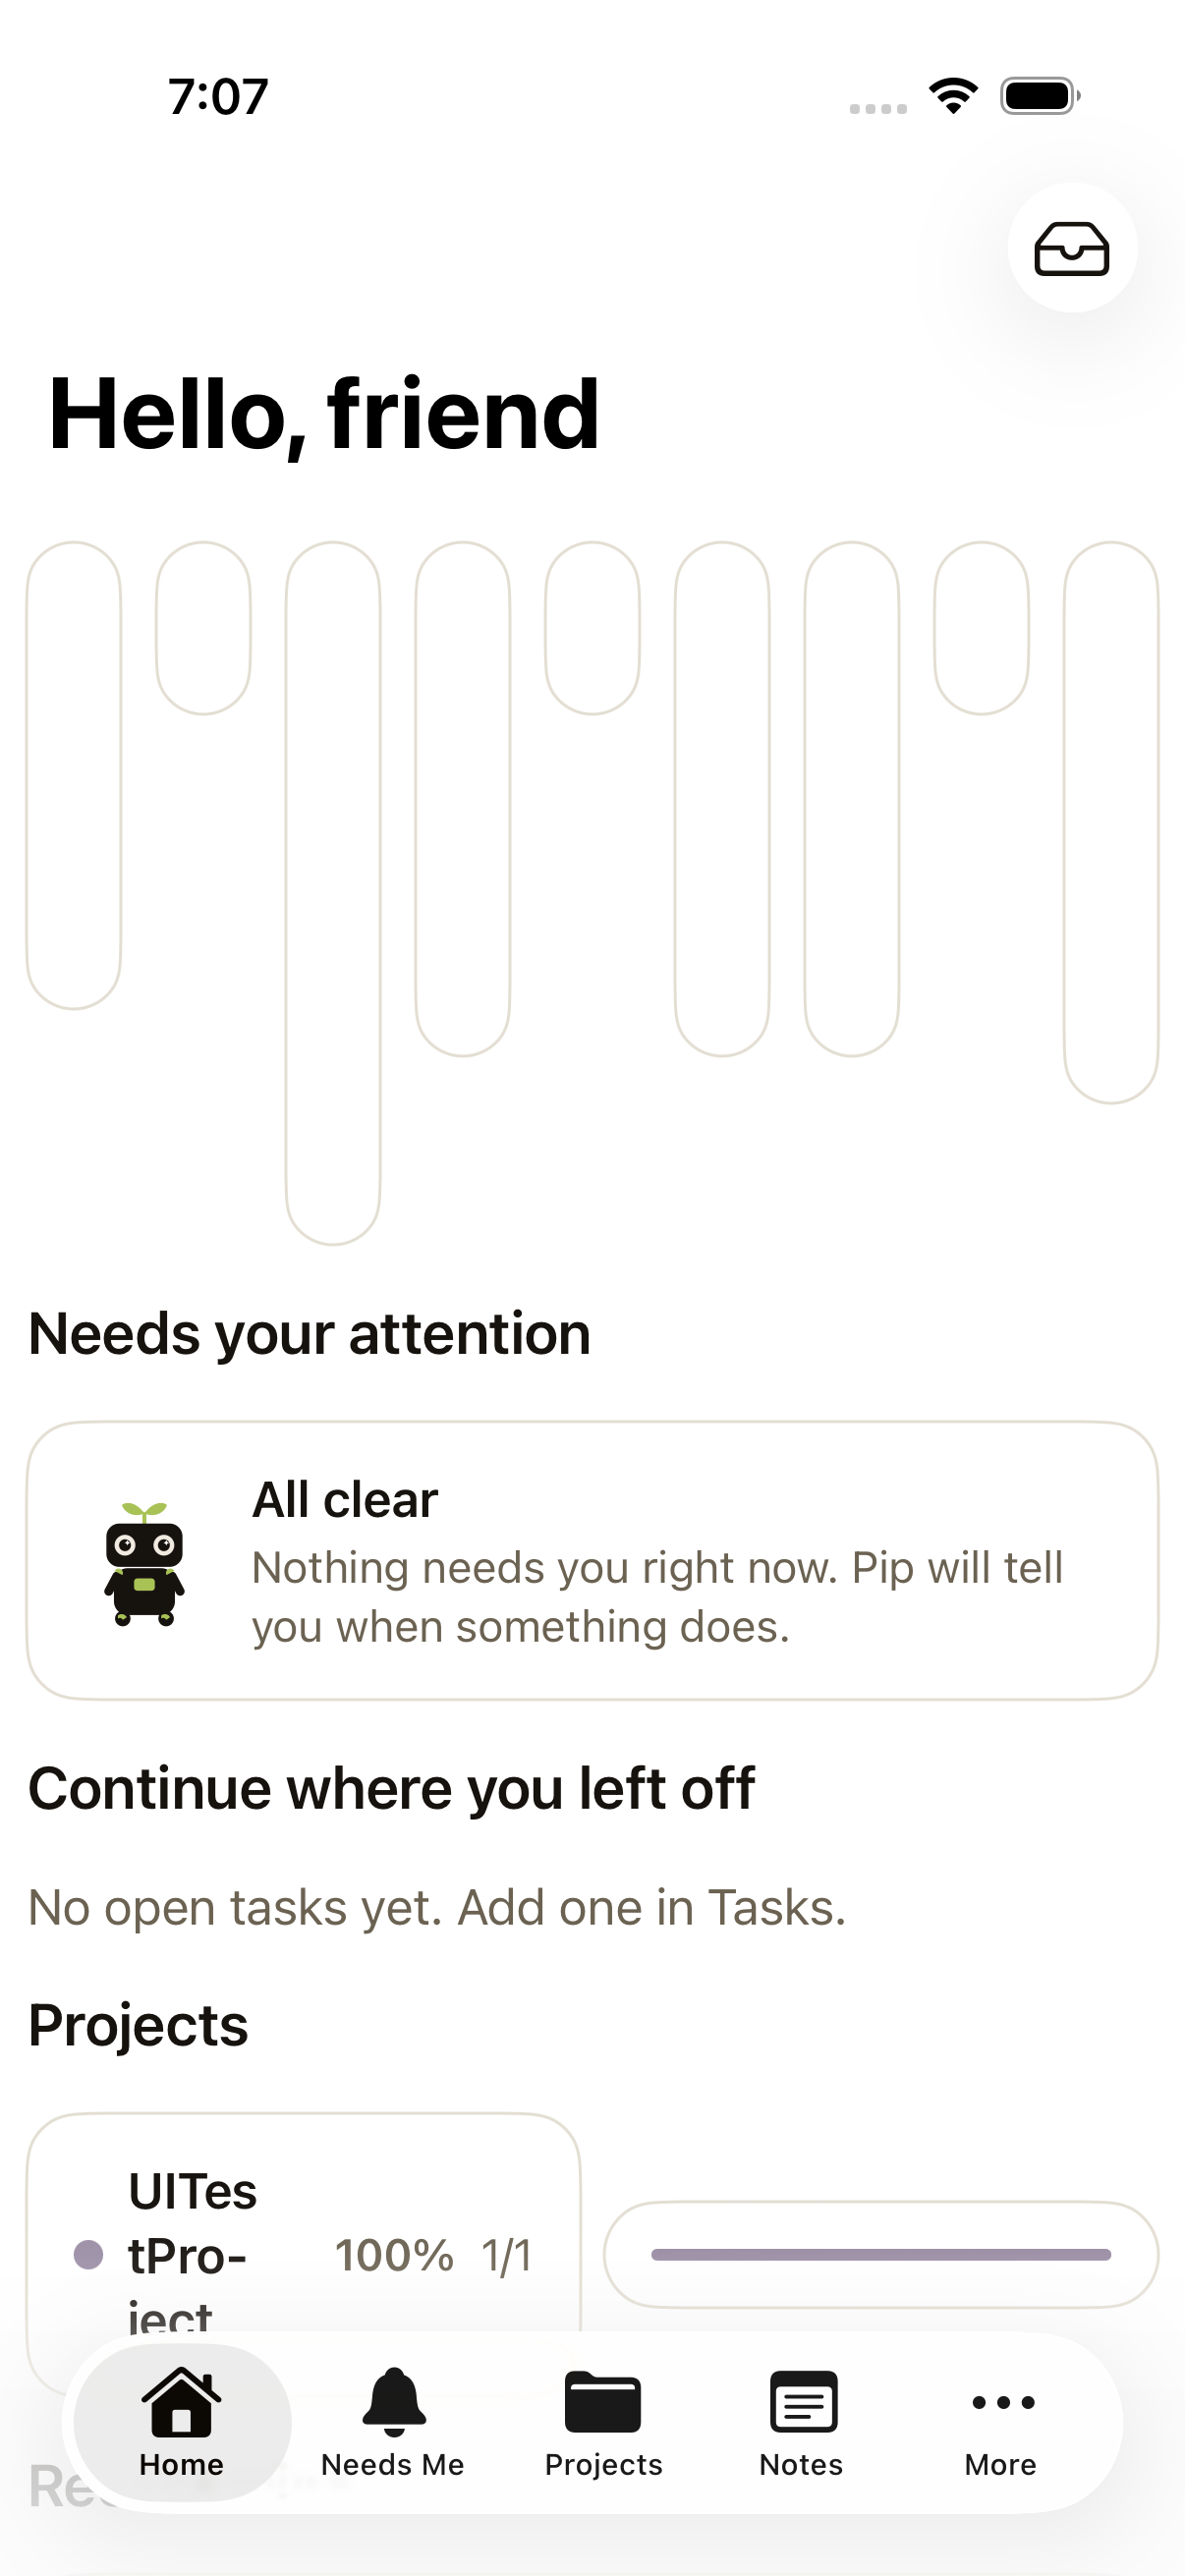 7:07
Hello, friend
Needs your attention
All clear
Nothing needs you right now. Pip will tell
you when something does.
Continue where you left off
No open tasks yet. Add one in Tasks.
Projects
UITes
tPro-
ject
100% 1/1
Home
Needs Me
Projects
Notes
More